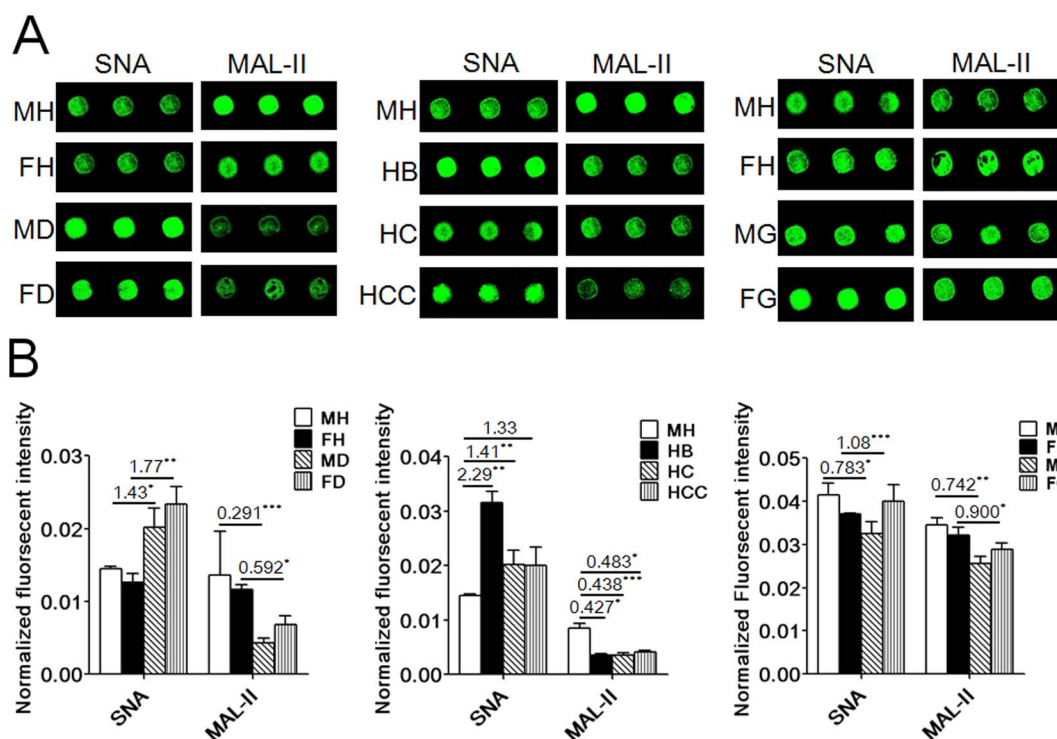 A
SNA MAL-II
MH
FH
MD
FD
SNA MAL-II
MH
HB
HC
HCC
SNA MAL-II
MH
FH
MG
FG
B
Normalized fluorescent intensity
0.03
0.02
0.01
0.00
MH
FH
MD
FD
1.77**
1.43*
0.291***
0.592*
SNA
MAL-II
Normalized fluorescent intensity
0.04
0.03
0.02
0.01
0.00
MH
HB
HC
HCC
1.33
1.41**
2.29**
0.483*
0.438***
0.427*
SNA
MAL-II
Normalized Fluorescent intensity
0.05
0.04
0.03
0.02
0.01
0.00
M
F
M
F
1.08***
0.783*
0.742**
0.900*
SNA
MAL-II